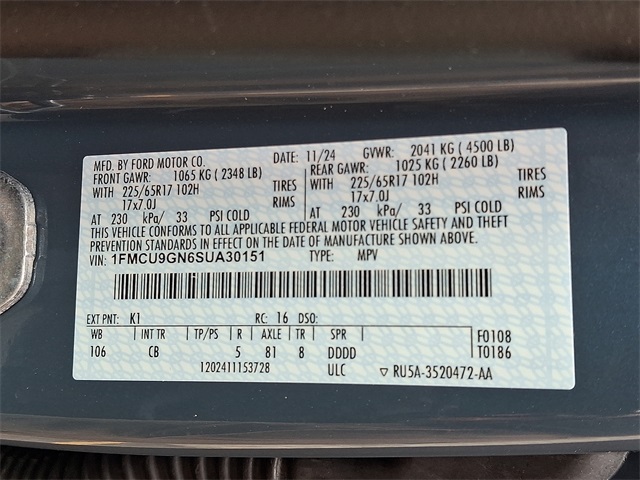 MFD. BY FORD MOTOR CO.
DATE: 11/24 GVWR: 2041 KG ( 4500 LB)
FRONT GAWR: 1065 KG ( 2348 LB) REAR GAWR: 1025 KG ( 2260 LB)
WITH 225/65R17 102H TIRES WITH 225/65R17 102H TIRES
17x7.0J RIMS 17x7.0J RIMS
AT 230 kPa/ 33 PSI COLD AT 230 kPa/ 33 PSI COLD
THIS VEHICLE CONFORMS TO ALL APPLICABLE FEDERAL MOTOR VEHICLE SAFETY AND THEFT
PREVENTION STANDARDS IN EFFECT ON THE DATE OF MANUFACTURE SHOWN ABOVE.
VIN: 1FMCU9GN6SUA30151 TYPE: MPV
EXT PNT: K1 RC: 16 DSO:
WB INT TR TP/PS R AXLE TR SPR F0108
106 CB 5 81 8 DDDD T0186
1202411153728 ULC ▽ RU5A-3520472-AA